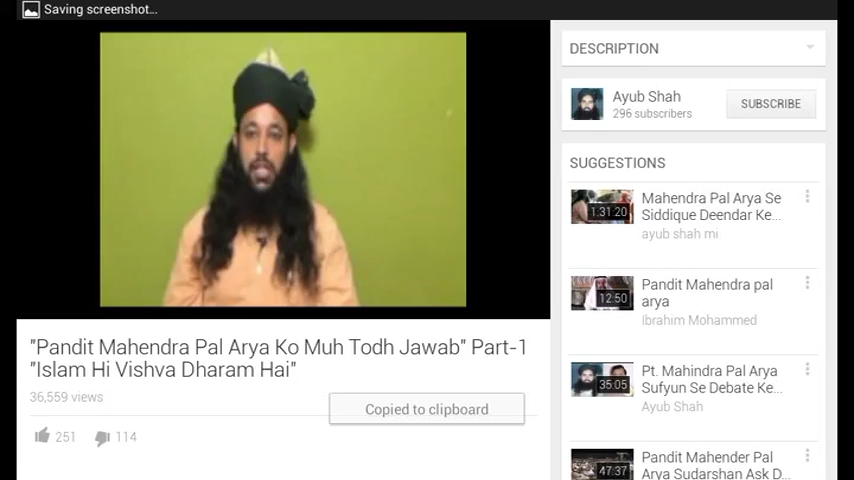 Saving screenshot...
DESCRIPTION
Ayub Shah
296 subscribers
SUBSCRIBE
SUGGESTIONS
1:31:20
Mahendra Pal Arya Se
Siddique Deendar Ke...
ayub shah mi
12:50
Pandit Mahendra pal
arya
Ibrahim Mohammed
35:05
Pt. Mahindra Pal Arya
Sufyun Se Debate Ke...
Ayub Shah
47:37
Pandit Mahender Pal
Arya Sudarshan Ask D...
"Pandit Mahendra Pal Arya Ko Muh Todh Jawab" Part-1
"Islam Hi Vishva Dharam Hai"
36,559 views
Copied to clipboard
251 114